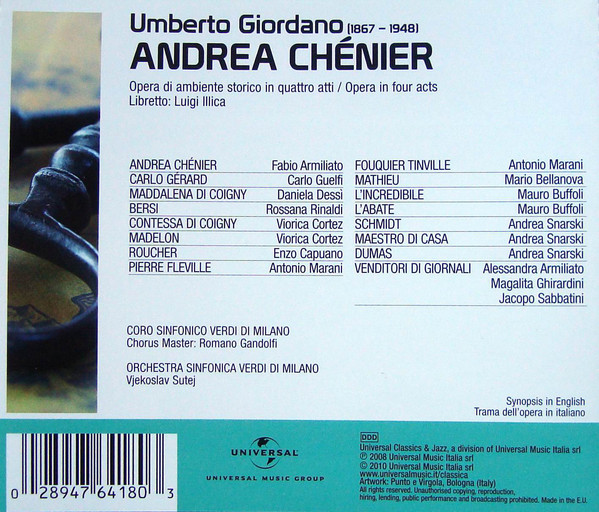 Umberto Giordano (1867 – 1948)
ANDREA CHÉNIER
Opera di ambiente storico in quattro atti / Opera in four acts
Libretto: Luigi Illica
ANDREA CHÉNIER Fabio Armiliato
CARLO GÉRARD Carlo Guelfi
MADDALENA DI COIGNY Daniela Dessì
BERSI Rossana Rinaldi
CONTESSA DI COIGNY Viorica Cortez
MADELON Viorica Cortez
ROUCHER Enzo Capuano
PIERRE FLEVILLE Antonio Marani
FOUQUIER TINVILLE Antonio Marani
MATHIEU Mario Bellanova
L'INCREDIBILE Mauro Buffoli
L'ABATE Mauro Buffoli
SCHMIDT Andrea Snarski
MAESTRO DI CASA Andrea Snarski
DUMAS Andrea Snarski
VENDITORI DI GIORNALI Alessandra Armiliato
Magalita Ghirardini
Jacopo Sabbatini
CORO SINFONICO VERDI DI MILANO
Chorus Master: Romano Gandolfi
ORCHESTRA SINFONICA VERDI DI MILANO
Vjekoslav Sutej
Synopsis in English
Trama dell'opera in italiano
0 28947 64180 3
UNIVERSAL
UNIVERSAL MUSIC GROUP
DDD
Universal Classics & Jazz, a division of Universal Music Italia srl
℗ 2008 Universal Music Italia srl
© 2010 Universal Music Italia srl
www.universalmusic.it/classica
Artwork: Punto e Virgola, Bologna (Italy)
All rights reserved. Unauthorised copying, reproduction,
hiring, lending, public performance and broadcasting prohibited. Made in the E.U.